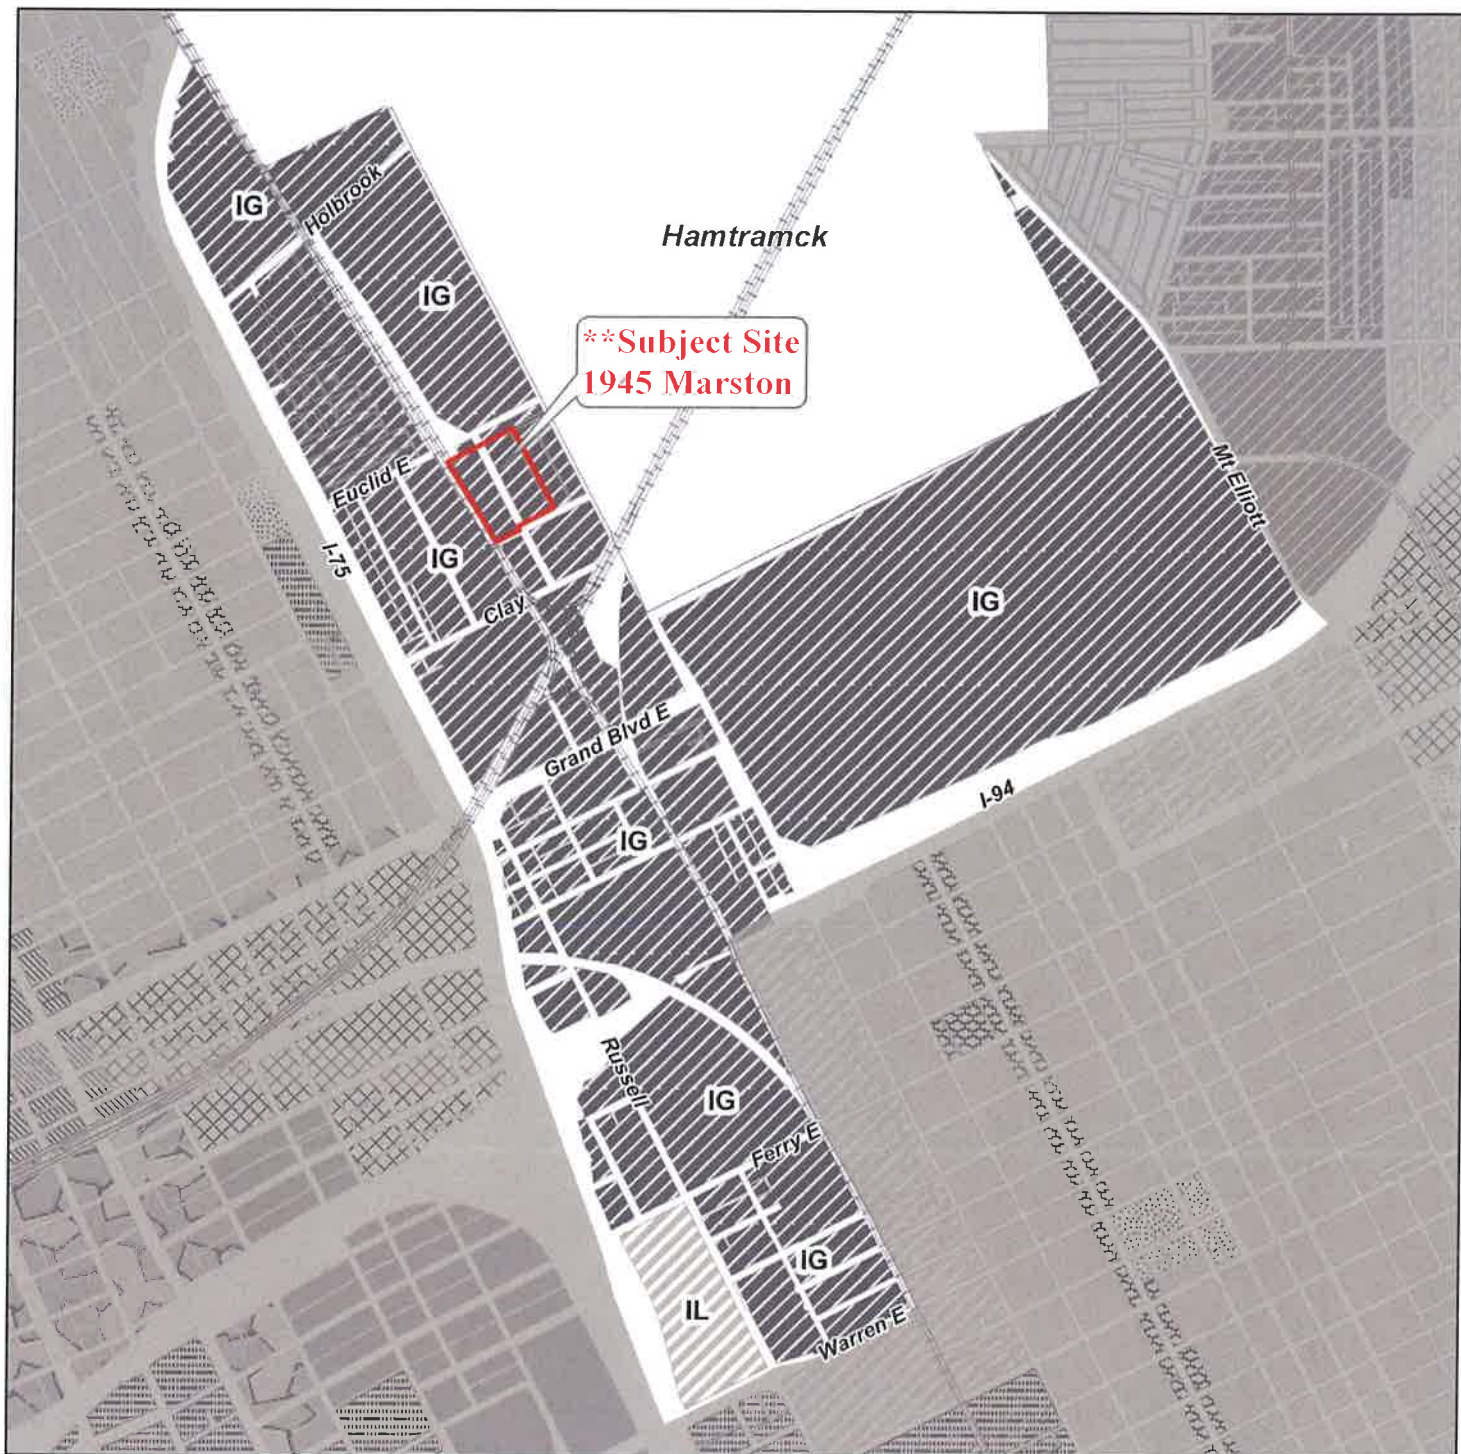 IG
Holbrook
Hamtramck
IG
**Subject Site
1945 Marston
Euclid E
Mt Elliott
I-75
IG
Clay
IG
Grand Blvd E
I-94
IG
Russell
IG
Ferry E
IG
IL
Warren E